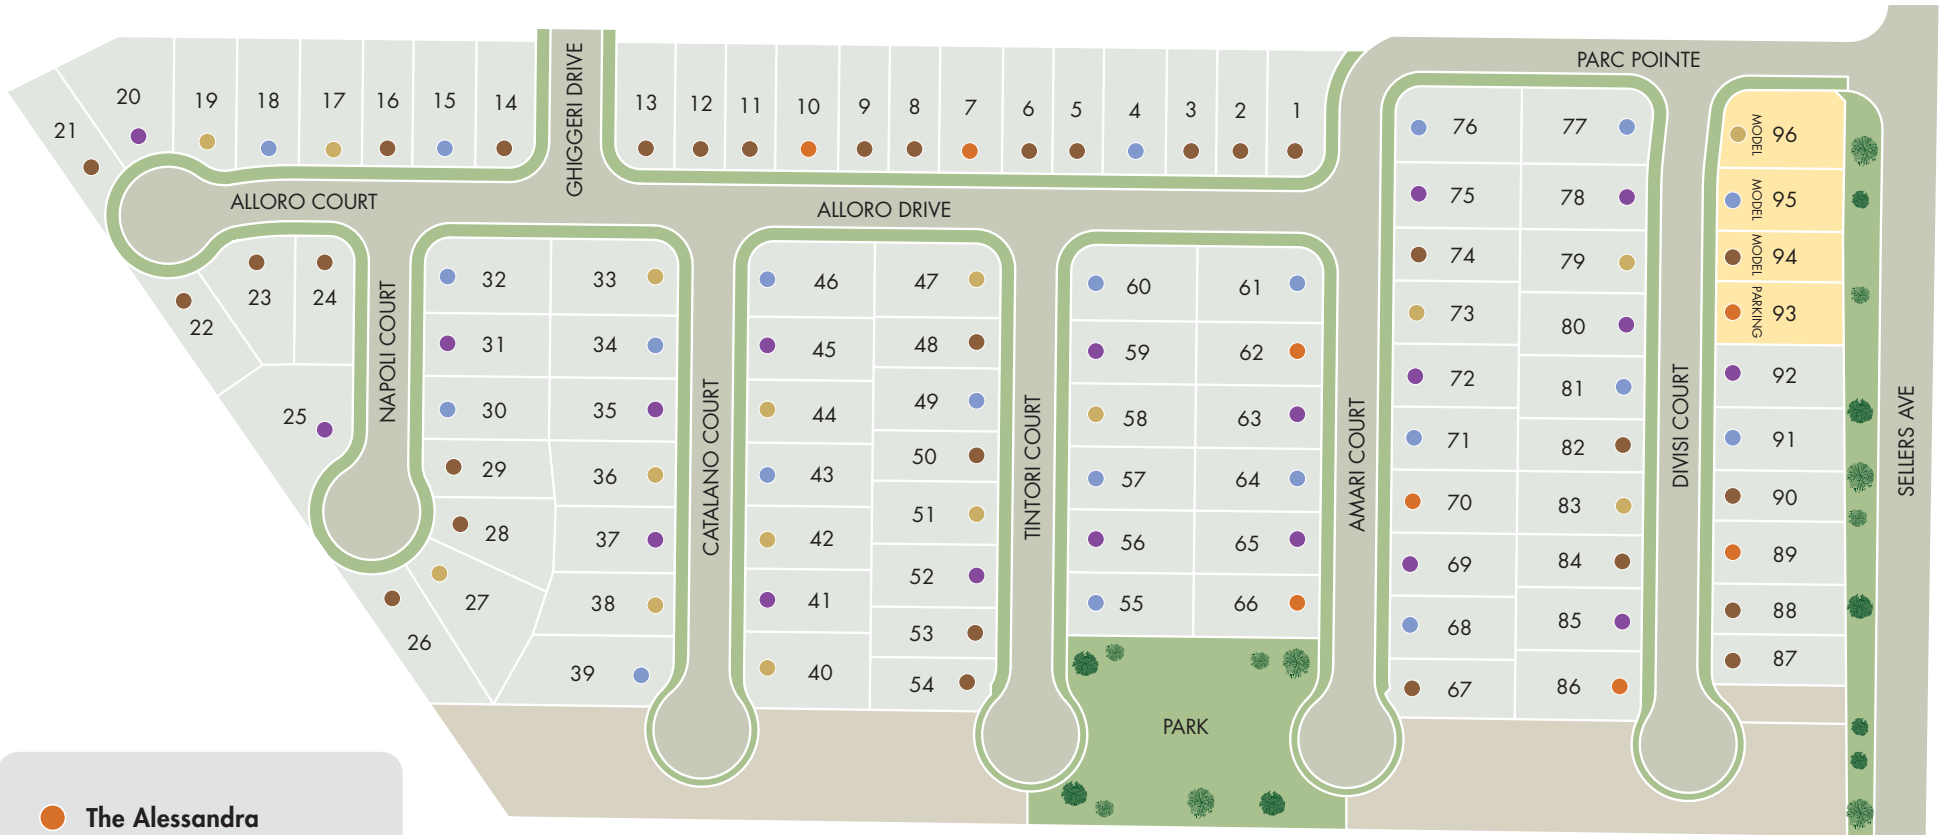 PARC POINTE
GHIGGERI DRIVE
20 19 18 17 16 15 14
13 12 11 10 9 8 7 6 5 4 3 2 1
21
76 77
MODEL 96
ALLORO COURT
ALLORO DRIVE
75 78
MODEL 95
74 79
MODEL 94
23 24
22
NAPOLI COURT
32 33
46 47
60 61
73 80
PARKING 93
31 34
45 48
59 62
72 81
92
25
30 35
44 49
58 63
71 82
91
CATALANO COURT
TINTORI COURT
AMARI COURT
DIVISI COURT
SELLERS AVE
29 36
43 50
57 64
70 83
90
28 37
42 51
56 65
69 84
89
27 38
41 52
55 66
68 85
88
26
39
40 53
54
67 86
87
PARK
The Alessandra